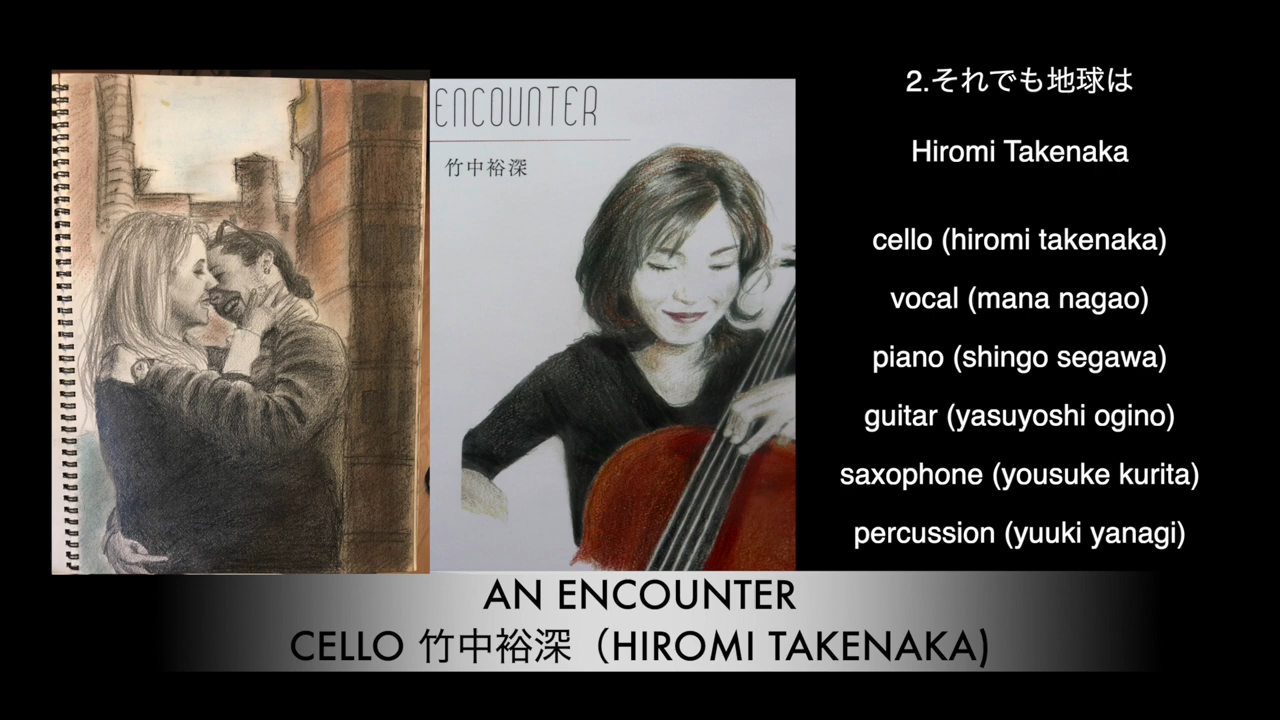 ENCOUNTER
竹中裕深
2.それでも地球は
Hiromi Takenaka
cello (hiromi takenaka)
vocal (mana nagao)
piano (shingo segawa)
guitar (yasuyoshi ogino)
saxophone (yousuke kurita)
percussion (yuuki yanagi)
AN ENCOUNTER
CELLO 竹中裕深（HIROMI TAKENAKA)